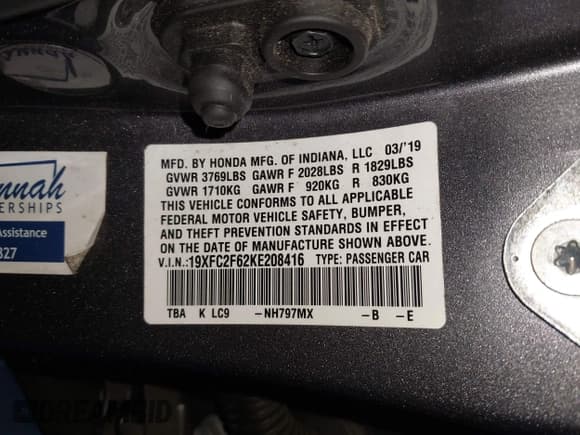 MFD. BY HONDA MFG. OF INDIANA, LLC 03/'19
GVWR 3769LBS GAWR F 2028LBS R 1829LBS
GVWR 1710KG GAWR F 920KG R 830KG
THIS VEHICLE CONFORMS TO ALL APPLICABLE
FEDERAL MOTOR VEHICLE SAFETY, BUMPER,
AND THEFT PREVENTION STANDARDS IN EFFECT
ON THE DATE OF MANUFACTURE SHOWN ABOVE.
V.I.N.:19XFC2F62KE208416 TYPE: PASSENGER CAR
TBA K LC9 -NH797MX -B -E
nnah
ERSHIPS
Assistance
327
DREAMBID